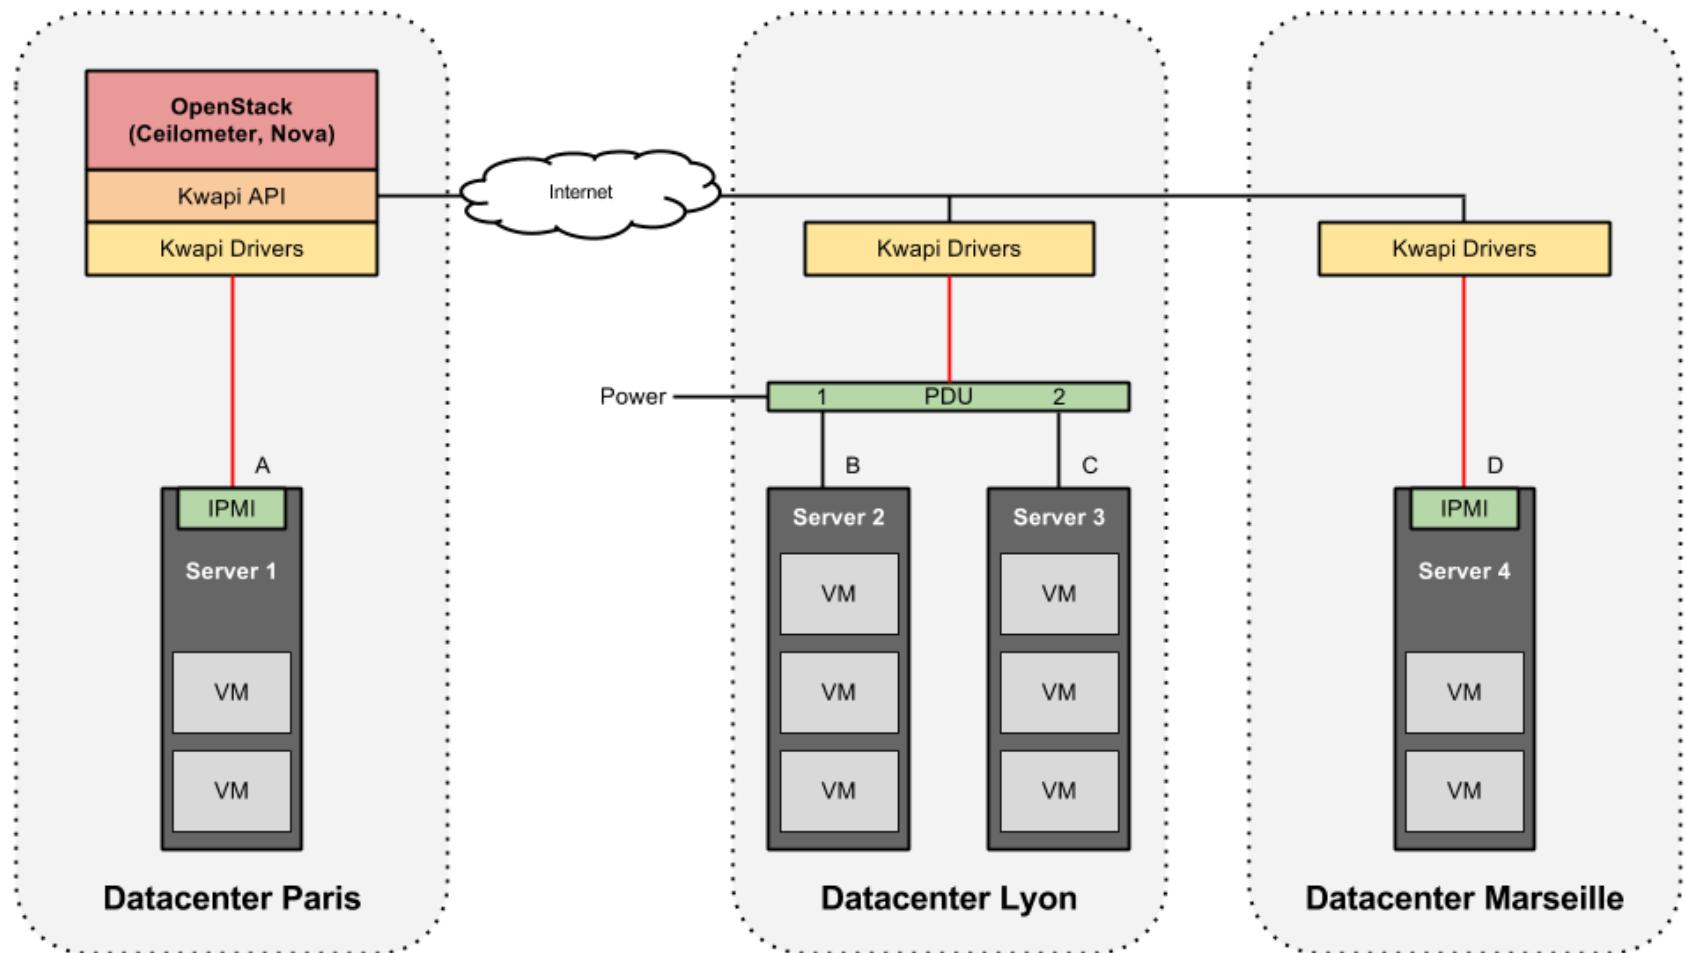 OpenStack
(Ceilometer, Nova)
Kwapi API
Kwapi Drivers
Internet
Kwapi Drivers
Kwapi Drivers
Power
1 PDU 2
A
B
C
D
IPMI
Server 1
VM
VM
Server 2
VM
VM
VM
Server 3
VM
VM
VM
IPMI
Server 4
VM
VM
Datacenter Paris
Datacenter Lyon
Datacenter Marseille